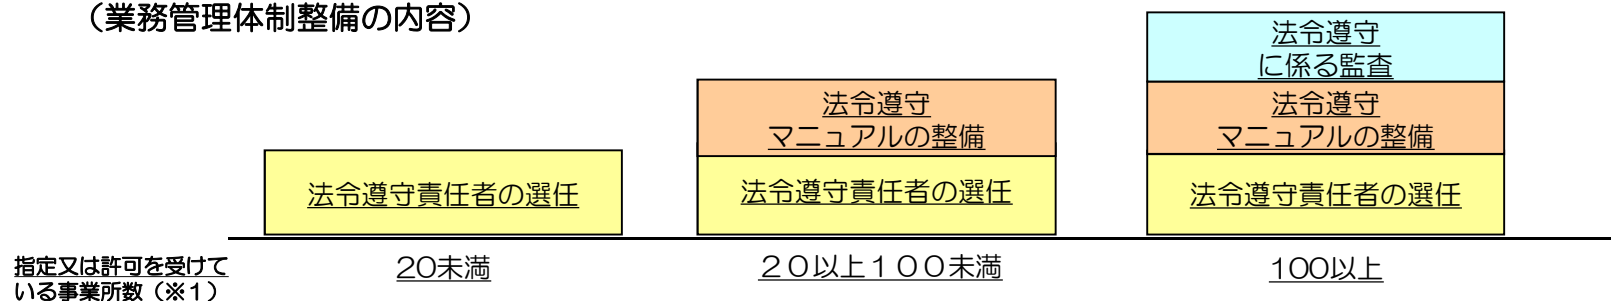 （業務管理体制整備の内容）
法令遵守
に係る監査
法令遵守
マニュアルの整備
法令遵守
マニュアルの整備
法令遵守責任者の選任
法令遵守責任者の選任
法令遵守責任者の選任
指定又は許可を受けて
いる事業所数（※１）
20未満
２０以上１００未満
100以上